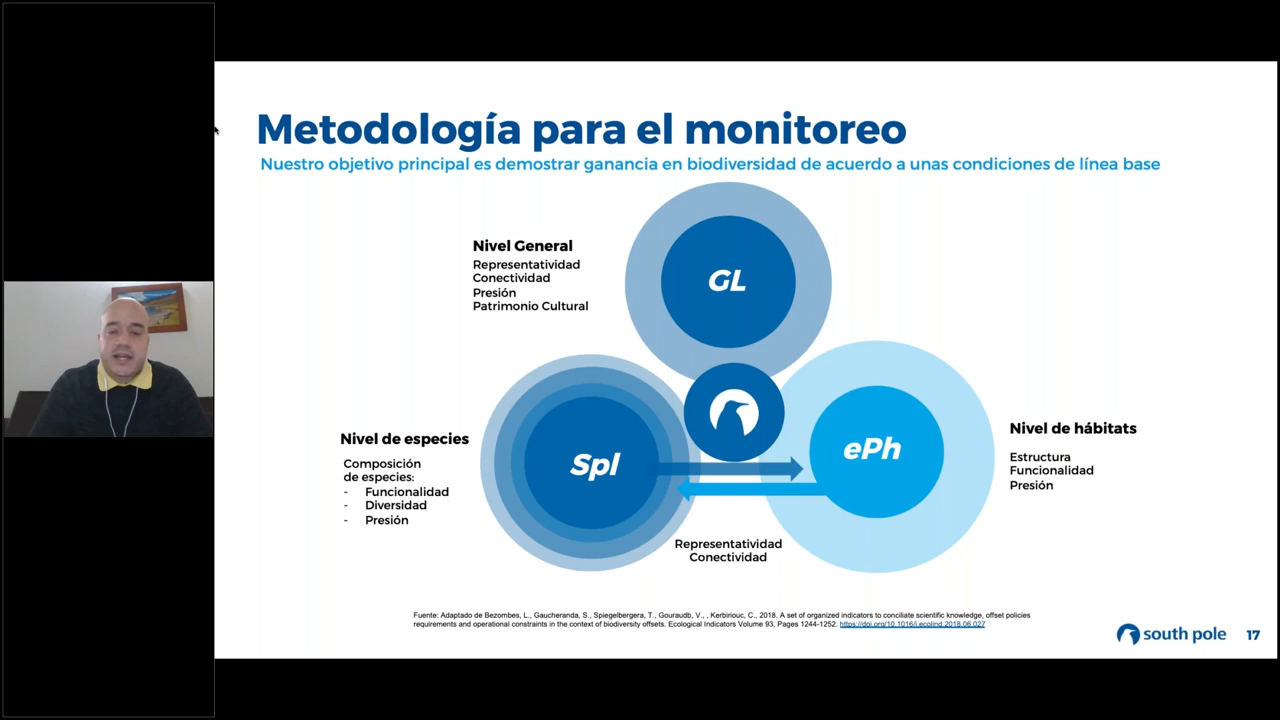 Metodología para el monitoreo
Nuestro objetivo principal es demostrar ganancia en biodiversidad de acuerdo a unas condiciones de línea base
Nivel General
Representatividad
Conectividad
Presión
Patrimonio Cultural
GL
Nivel de especies
Composición
de especies:
- Funcionalidad
- Diversidad
- Presión
Spl
ePh
Nivel de hábitats
Estructura
Funcionalidad
Presión
Representatividad
Conectividad
Fuente: Adaptado de Bezombes, L., Gaucheranda, S., Spiegelbergera, T., Gouraudb, V., , Kerbiriouc, C., 2018. A set of organized indicators to conciliate scientific knowledge, offset policies
requirements and operational constraints in the context of biodiversity offsets. Ecological Indicators Volume 93, Pages 1244-1252. https://doi.org/10.1016/j.ecolind.2018.06.027
south pole 17